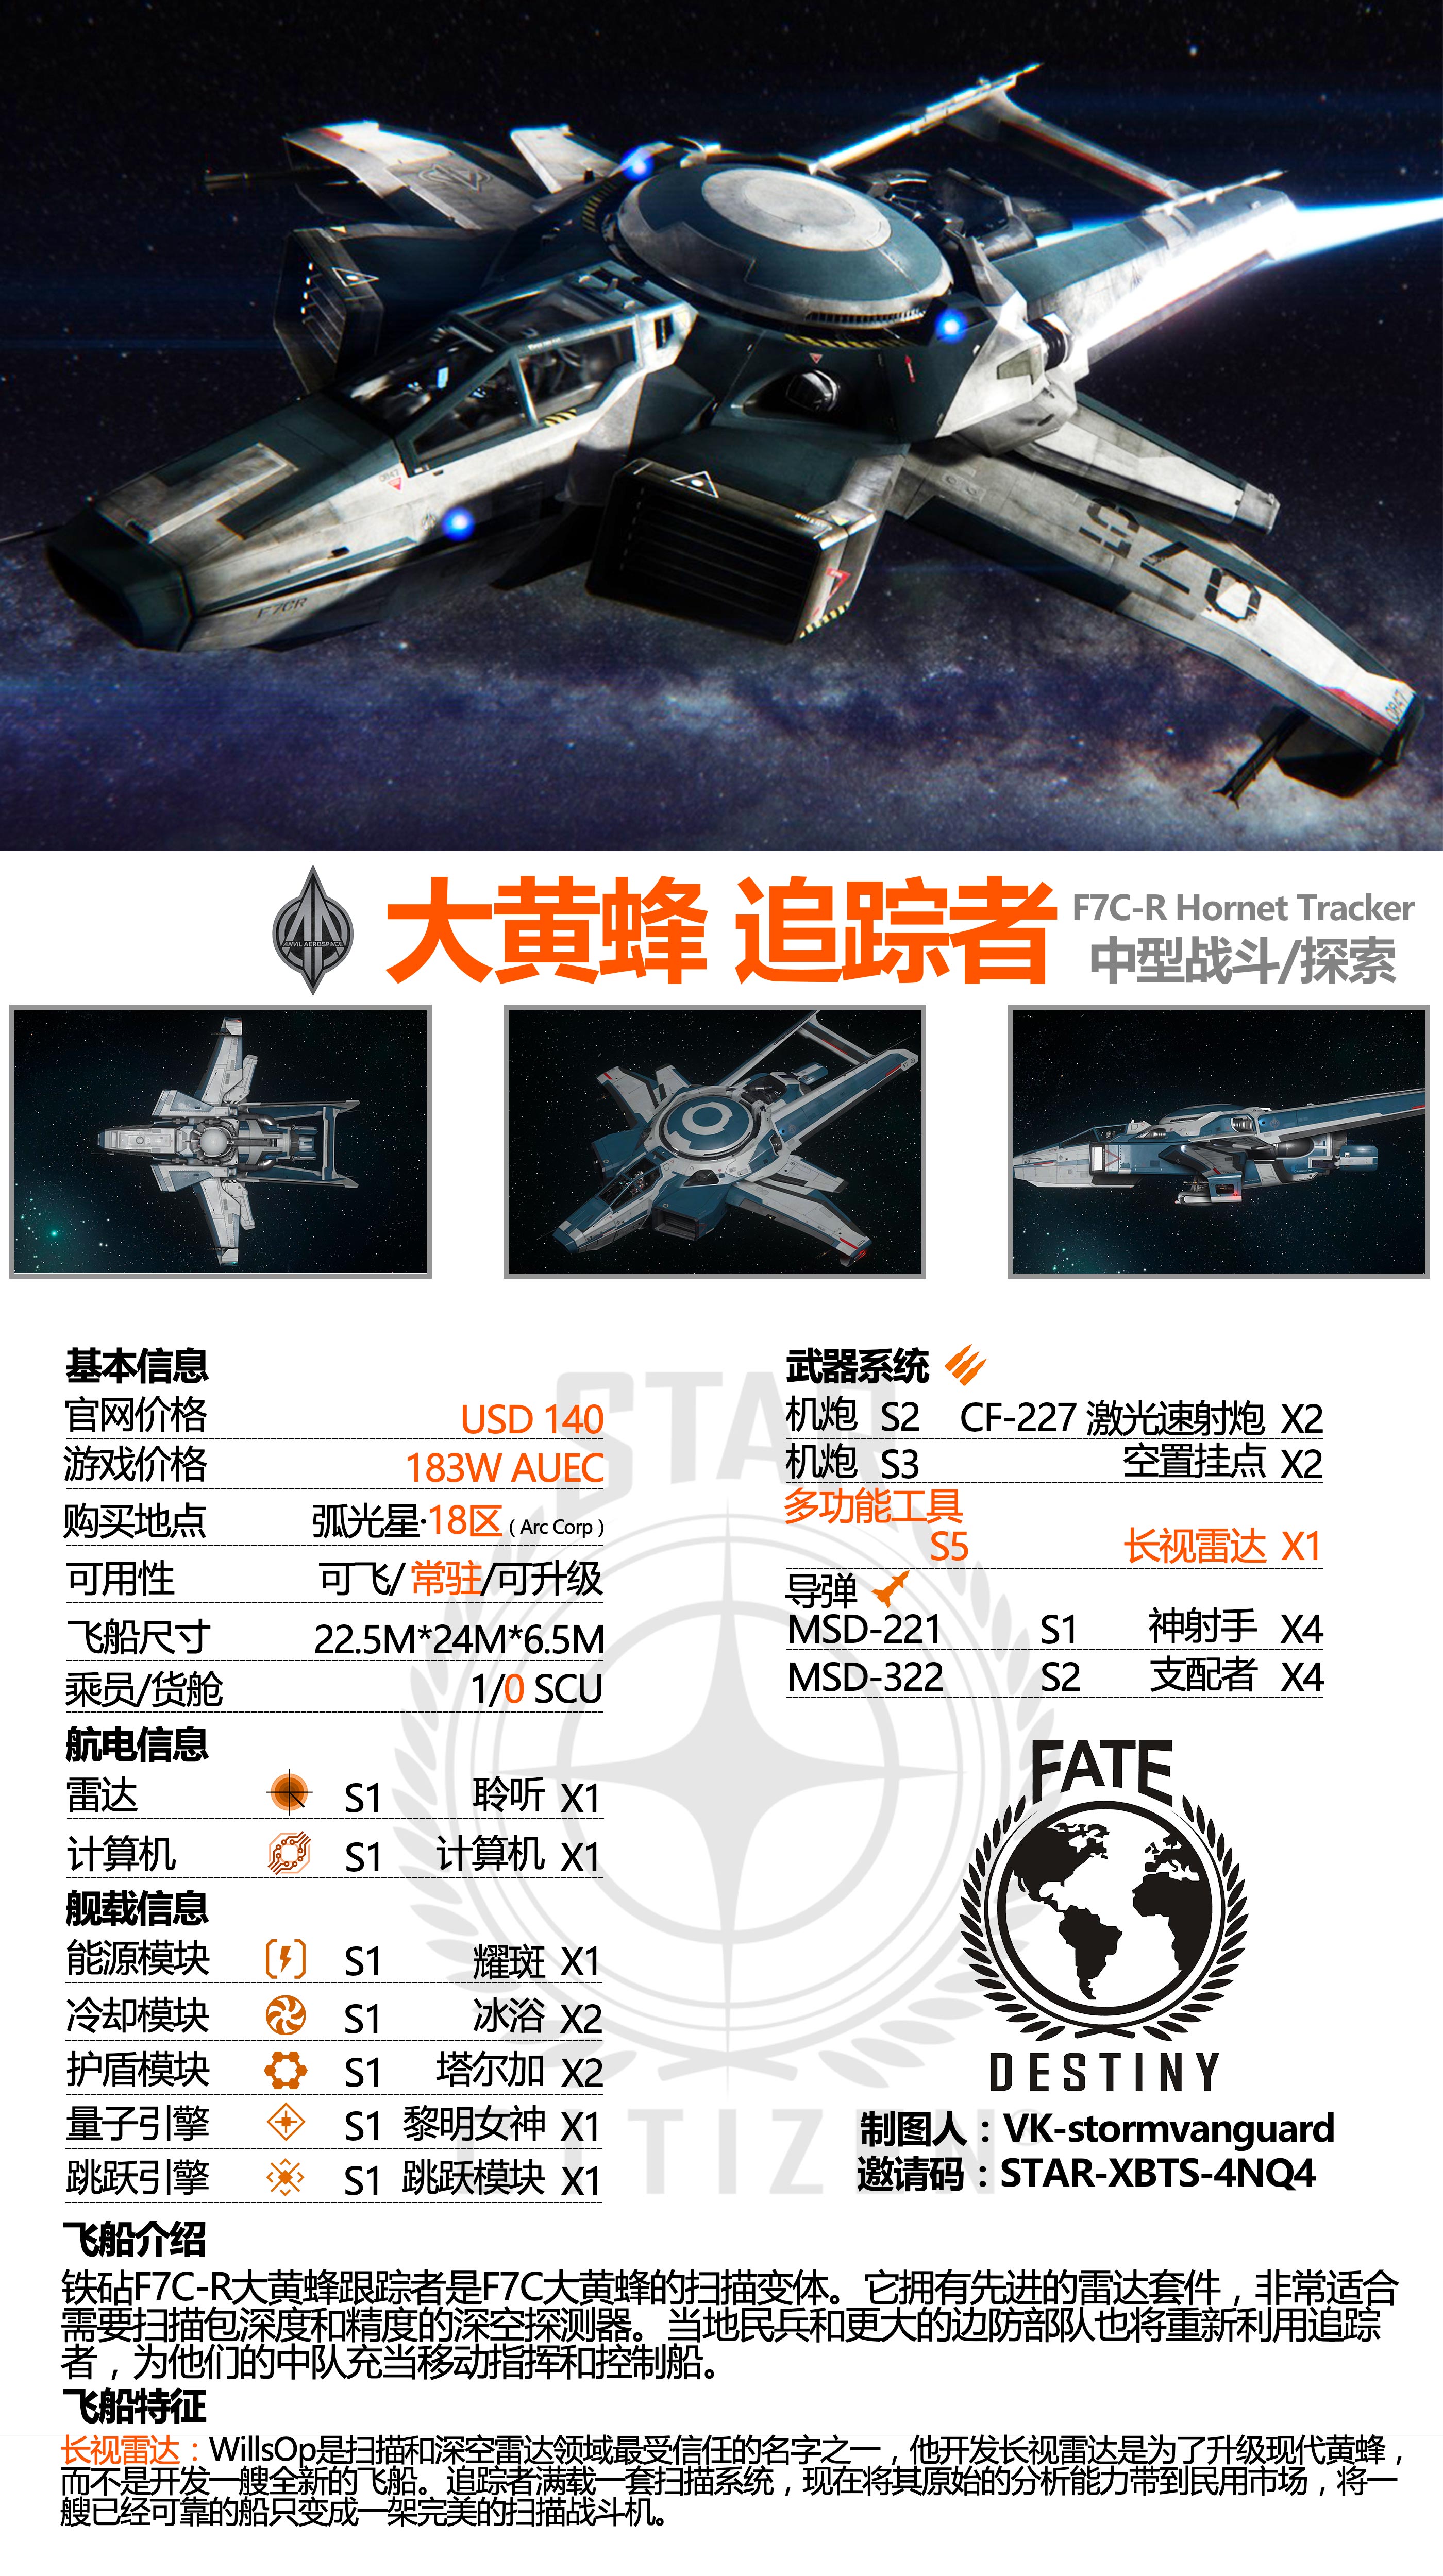 F7CR
0847
970
0847
ANVIL AEROSPACE
大黄蜂 追踪者
F7C-R Hornet Tracker
中型战斗/探索
STAR
CITIZEN
基本信息
官网价格 USD 140
游戏价格 183W AUEC
购买地点 弧光星·18区 ( Arc Corp )
可用性 可飞/ 常驻/可升级
飞船尺寸 22.5M*24M*6.5M
乘员/货舱 1/0 SCU
航电信息
雷达 S1 聆听 X1
计算机 S1 计算机 X1
舰载信息
能源模块 S1 耀斑 X1
冷却模块 S1 冰浴 X2
护盾模块 S1 塔尔加 X2
量子引擎 S1 黎明女神 X1
跳跃引擎 S1 跳跃模块 X1
武器系统
机炮 S2 CF-227 激光速射炮 X2
机炮 S3 空置挂点 X2
多功能工具
S5 长视雷达 X1
导弹
MSD-221 S1 神射手 X4
MSD-322 S2 支配者 X4
FATE
DESTINY
制图人：VK-stormvanguard
邀请码：STAR-XBTS-4NQ4
飞船介绍
铁砧F7C-R大黄蜂跟踪者是F7C大黄蜂的扫描变体。它拥有先进的雷达套件，非常适合
需要扫描包深度和精度的深空探测器。当地民兵和更大的边防部队也将重新利用追踪
者，为他们的中队充当移动指挥和控制船。
飞船特征
长视雷达：WillsOp是扫描和深空雷达领域最受信任的名字之一，他开发长视雷达是为了升级现代黄蜂，
而不是开发一艘全新的飞船。追踪者满载一套扫描系统，现在将其原始的分析能力带到民用市场，将一
艘已经可靠的船只变成一架完美的扫描战斗机。